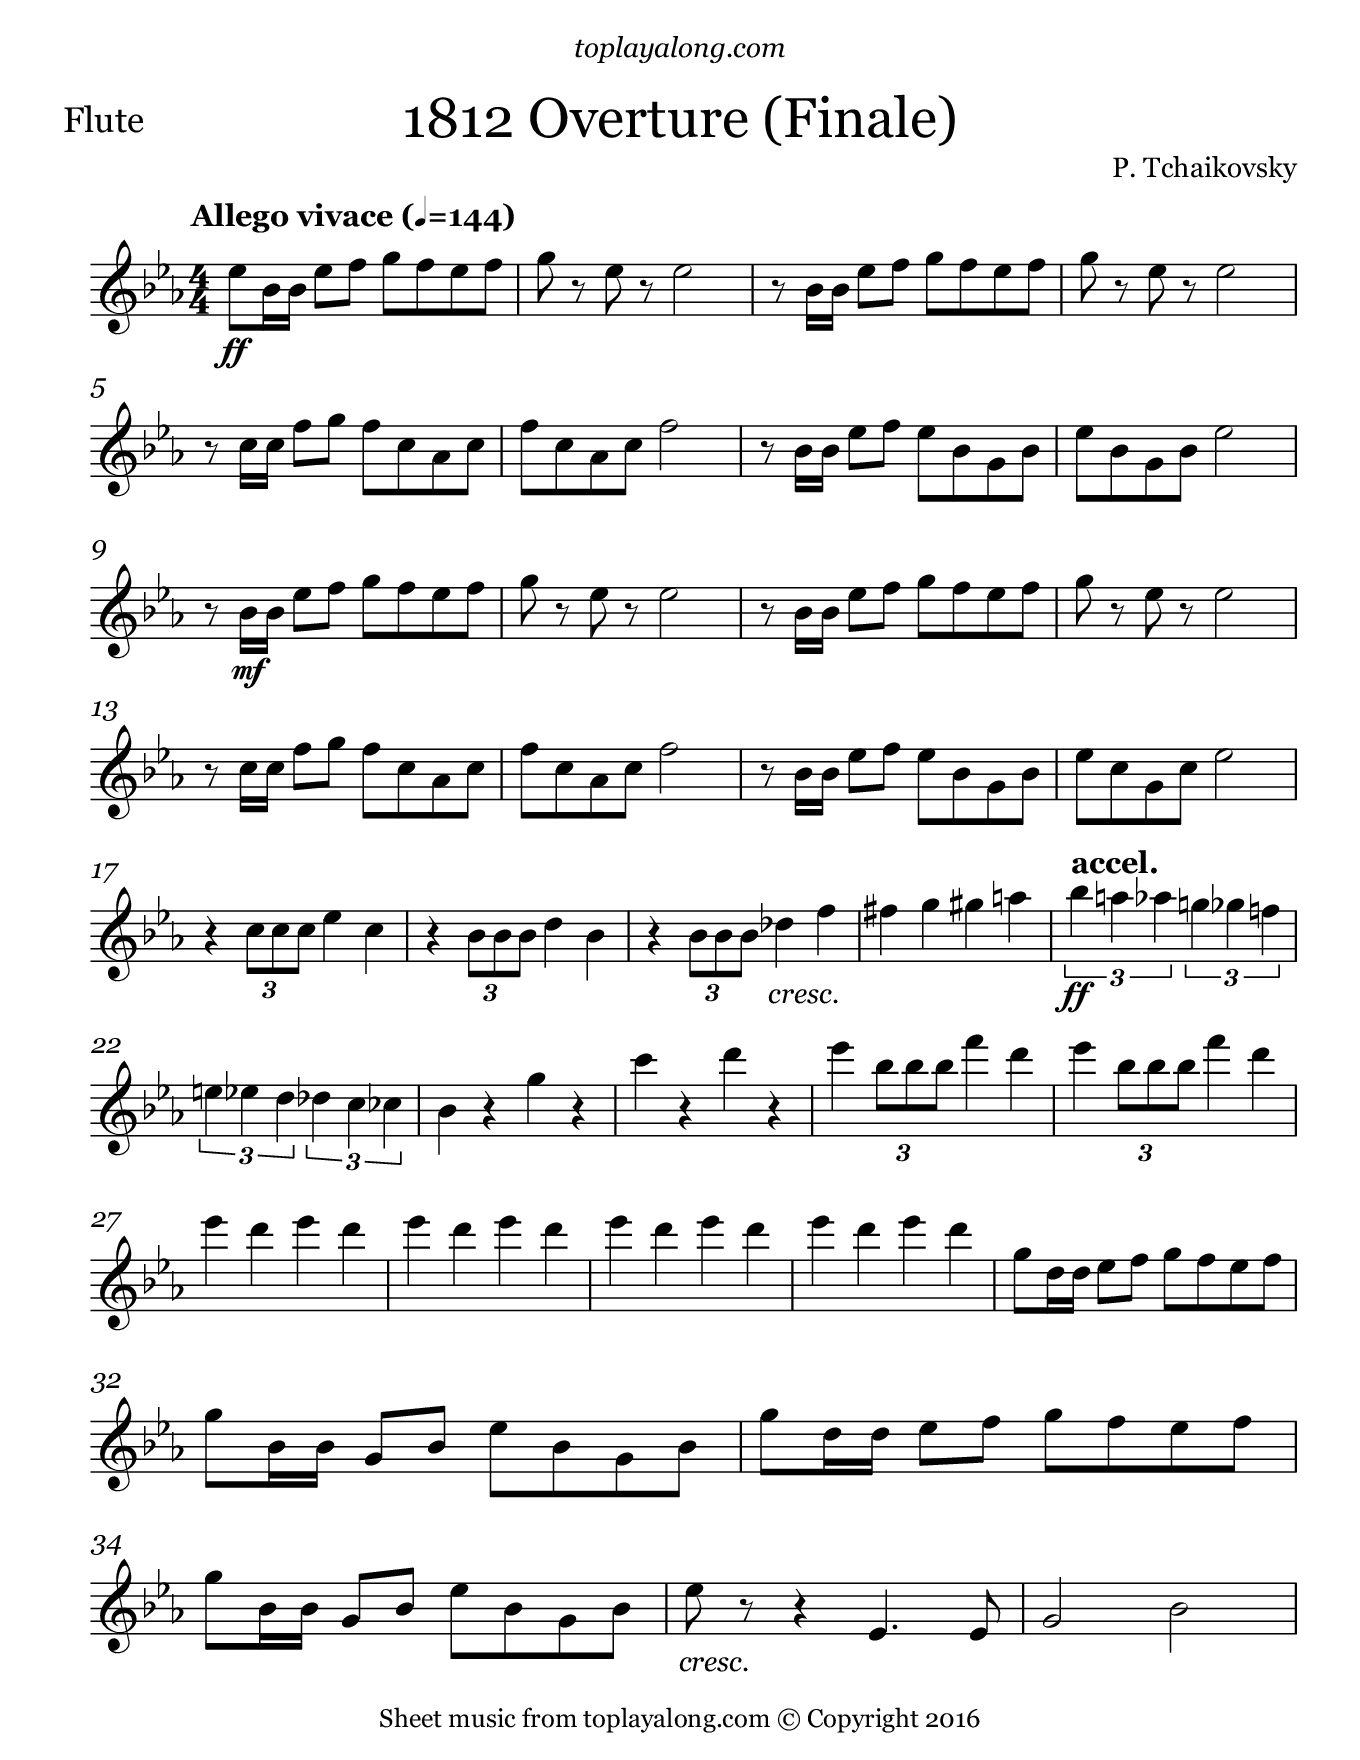 toplayalong.com
Flute
1812 Overture (Finale)
P. Tchaikovsky
Allego vivace (♩=144)
4
4
ff
5
9
mf
13
17
accel.
3
3
3
cresc.
ff
3
3
22
3
3
3
3
27
32
34
cresc.
Sheet music from toplayalong.com © Copyright 2016